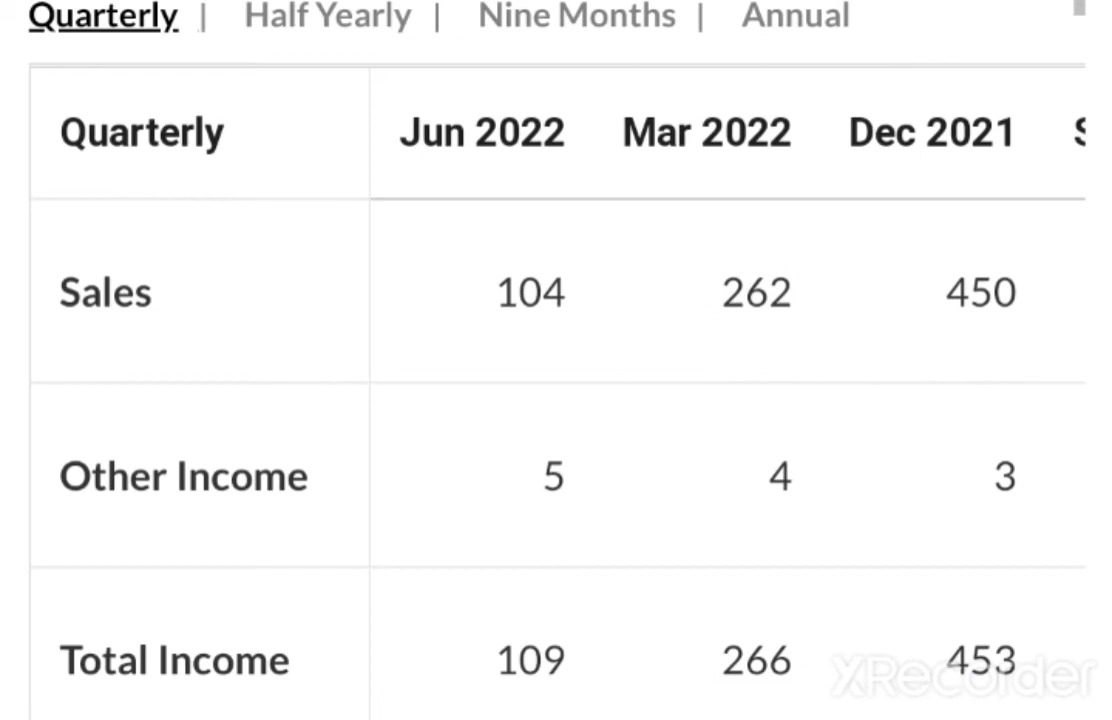 Quarterly | Half Yearly | Nine Months | Annual
Quarterly Jun 2022 Mar 2022 Dec 2021
Sales 104 262 450
Other Income 5 4 3
Total Income 109 266 453
XRecorder